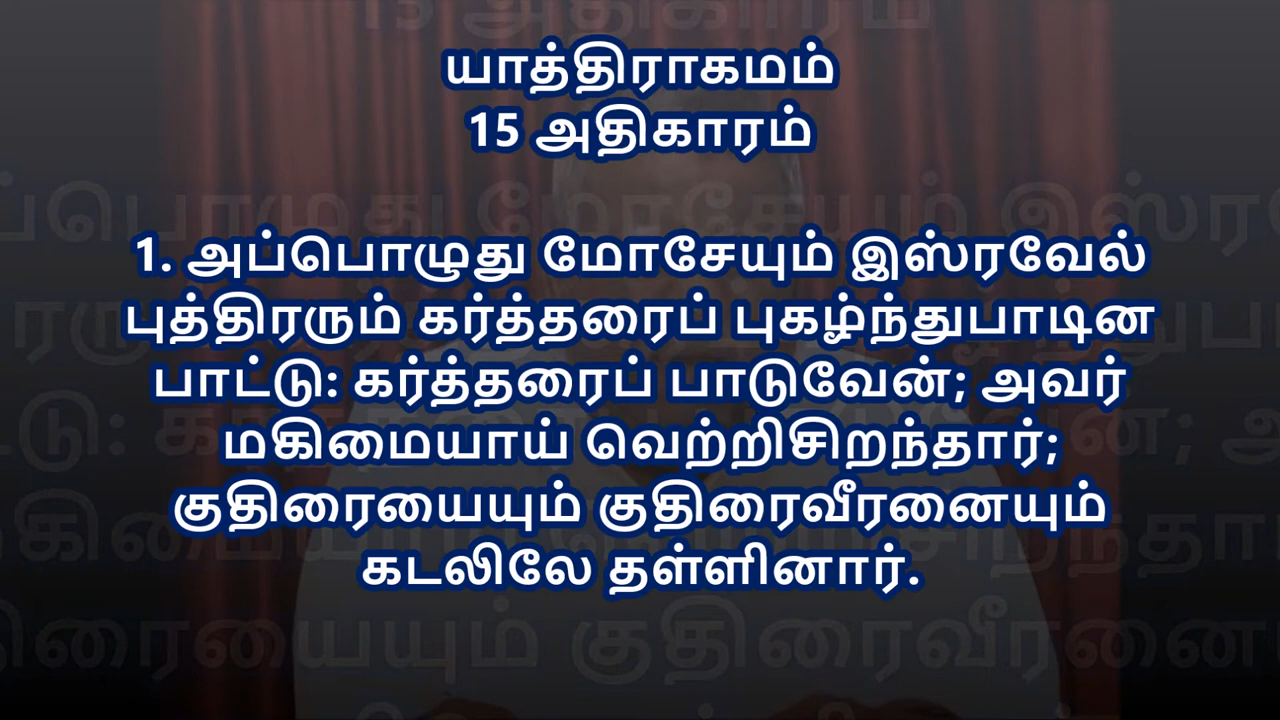 யாத்திராகமம்
15 அதிகாரம்
1. அப்பொழுது மோசேயும் இஸ்ரவேல்
புத்திரரும் கர்த்தரைப் புகழ்ந்துபாடின
பாட்டு: கர்த்தரைப் பாடுவேன்; அவர்
மகிமையாய் வெற்றிசிறந்தார்;
குதிரையையும் குதிரைவீரனையும்
கடலிலே தள்ளினார்.